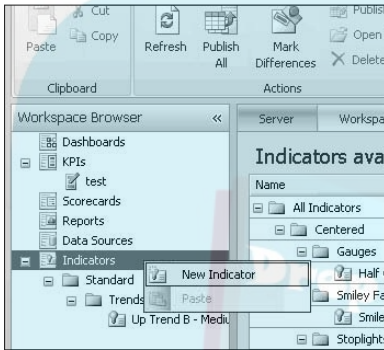 Cut
Copy
Paste
Refresh
Publish All
Mark Differences
Publis
Open
Delete
Clipboard
Actions
Workspace Browser «
Dashboards
KPIs
test
Scorecards
Reports
Data Sources
Indicators
Standard
Trends
Up Trend B - Mediu
New Indicator
Paste
Server
Workspa
Indicators ava
Name
All Indicators
Centered
Gauges
Half
Smiley Fa
Smile
Stoplight